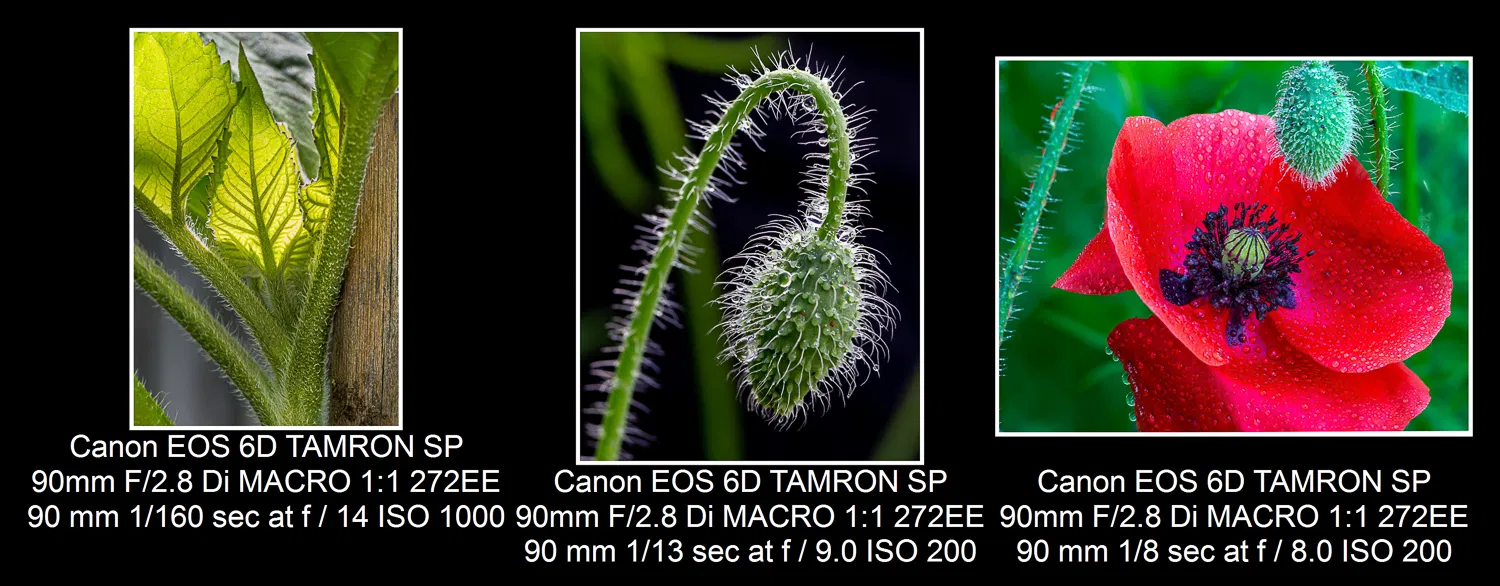 Canon EOS 6D TAMRON SP
90mm F/2.8 Di MACRO 1:1 272EE
90 mm 1/160 sec at f / 14 ISO 1000
Canon EOS 6D TAMRON SP
90mm F/2.8 Di MACRO 1:1 272EE
90 mm 1/13 sec at f / 9.0 ISO 200
Canon EOS 6D TAMRON SP
90mm F/2.8 Di MACRO 1:1 272EE
90 mm 1/8 sec at f / 8.0 ISO 200